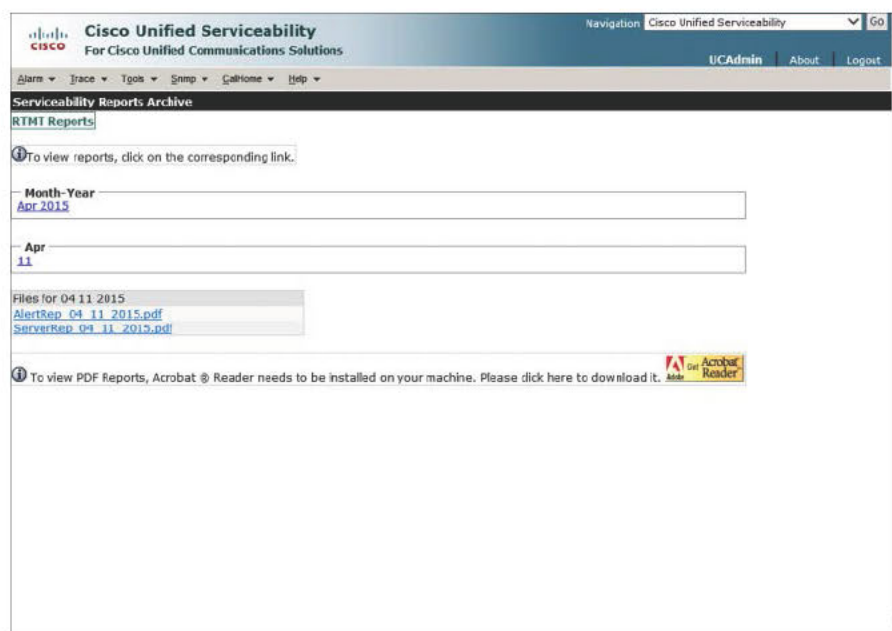 Cisco Unified Serviceability
For Cisco Unified Communications Solutions
CISCO
Navigation Cisco Unified Serviceability Go
UCAdmin About Logout
Alarm Trace Tools Snmp CallHome Help
Serviceability Reports Archive
RTMT Reports
To view reports, click on the corresponding link.
Month-Year
Apr 2015
Apr
11
Files for 04 11 2015
AlertRep_04_11_2015.pdf
ServerRep_04_11_2015.pdf
To view PDF Reports, Acrobat ® Reader needs to be installed on your machine. Please click here to download it.
Adobe Get Acrobat Reader